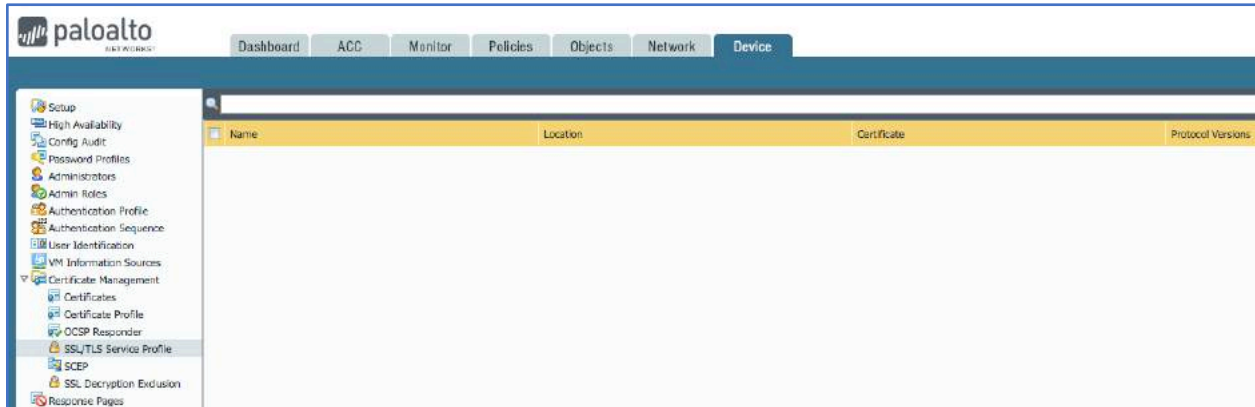 paloalto
NETWORKS
Dashboard ACC Monitor Policies Objects Network Device
Setup
High Availability
Config Audit
Password Profiles
Administrators
Admin Roles
Authentication Profile
Authentication Sequence
User Identification
VM Information Sources
Certificate Management
Certificates
Certificate Profile
OCSP Responder
SSL/TLS Service Profile
SCEP
SSL Decryption Exclusion
Response Pages
Name Location Certificate Protocol Versions